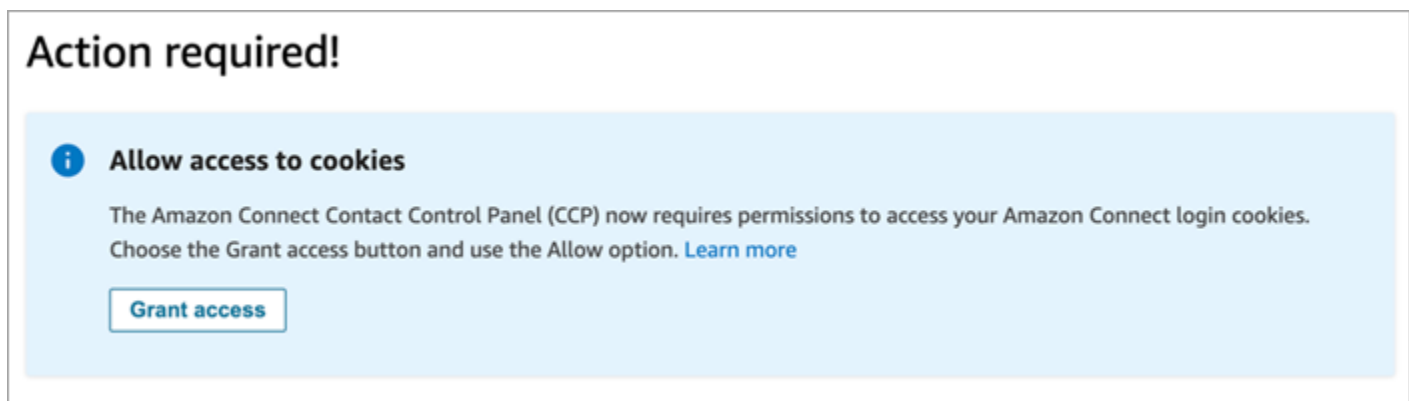 Action required!
Allow access to cookies
The Amazon Connect Contact Control Panel (CCP) now requires permissions to access your Amazon Connect login cookies.
Choose the Grant access button and use the Allow option. Learn more
Grant access